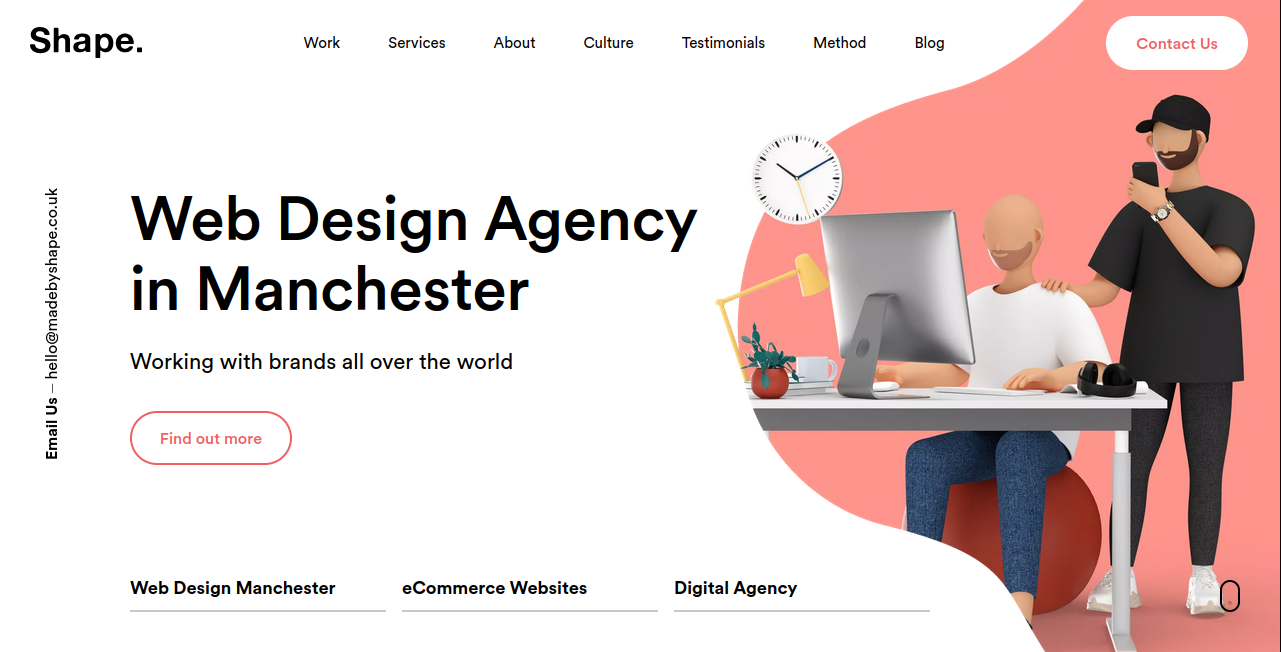 Shape.
Work
Services
About
Culture
Testimonials
Method
Blog
Contact Us
Email Us — hello@madebyshape.co.uk
Web Design Agency
in Manchester
Working with brands all over the world
Find out more
Web Design Manchester
eCommerce Websites
Digital Agency